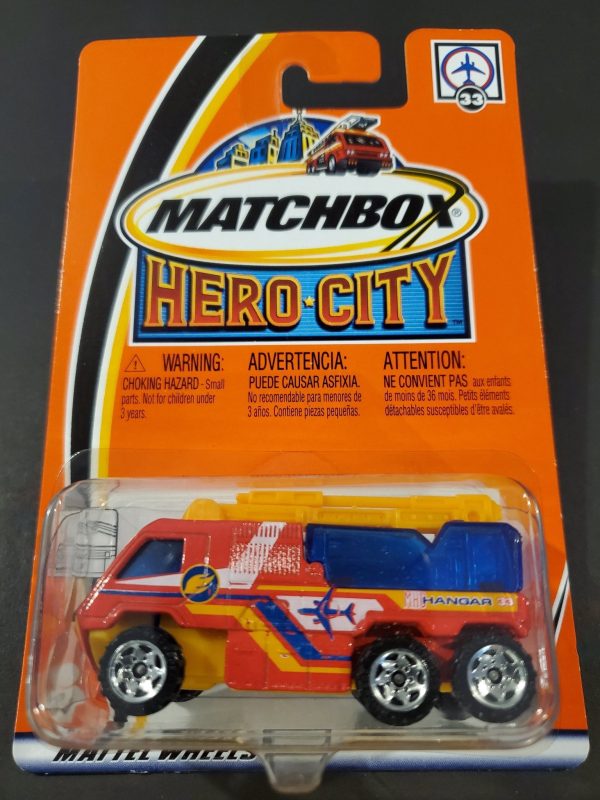 33
MATCHBOX®
HERO CITY™
WARNING:
CHOKING HAZARD - Small
parts. Not for children under
3 years.
ADVERTENCIA:
PUEDE CAUSAR ASFIXIA.
No recomendable para menores de
3 años. Contiene piezas pequeñas.
ATTENTION:
NE CONVIENT PAS aux enfants
de moins de 36 mois. Petits éléments
détachables susceptibles d'être avalés.
HANGAR 33
MATTEL WHEELS